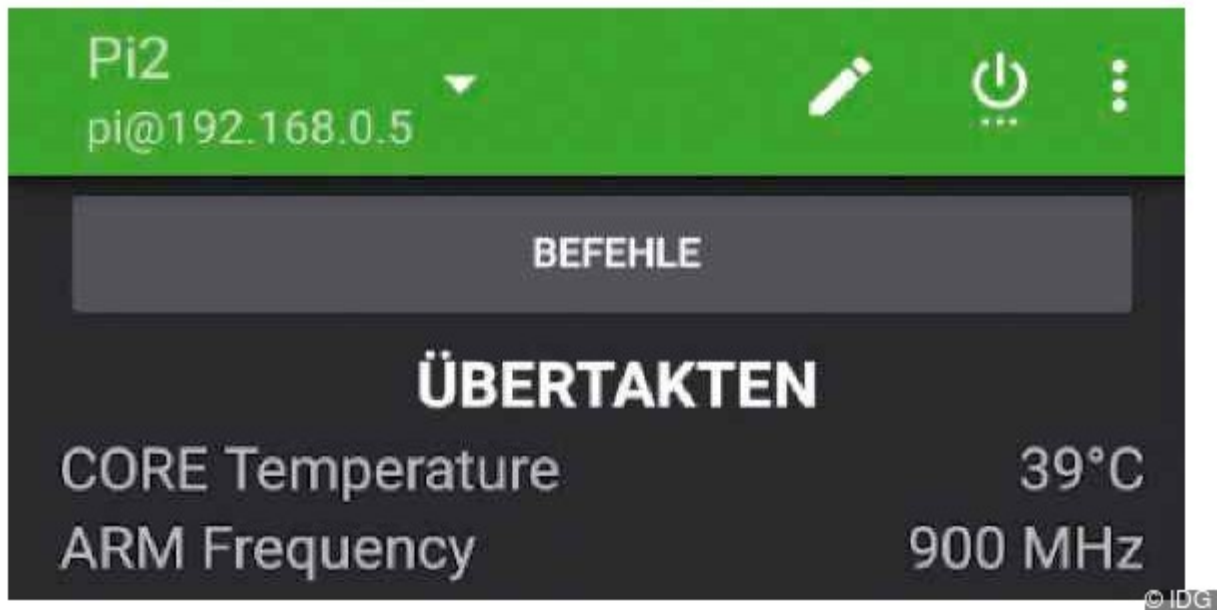 Pi2
pi@192.168.0.5
BEFEHLE
ÜBERTAKTEN
CORE Temperature 39°C
ARM Frequency 900 MHz
© IDG